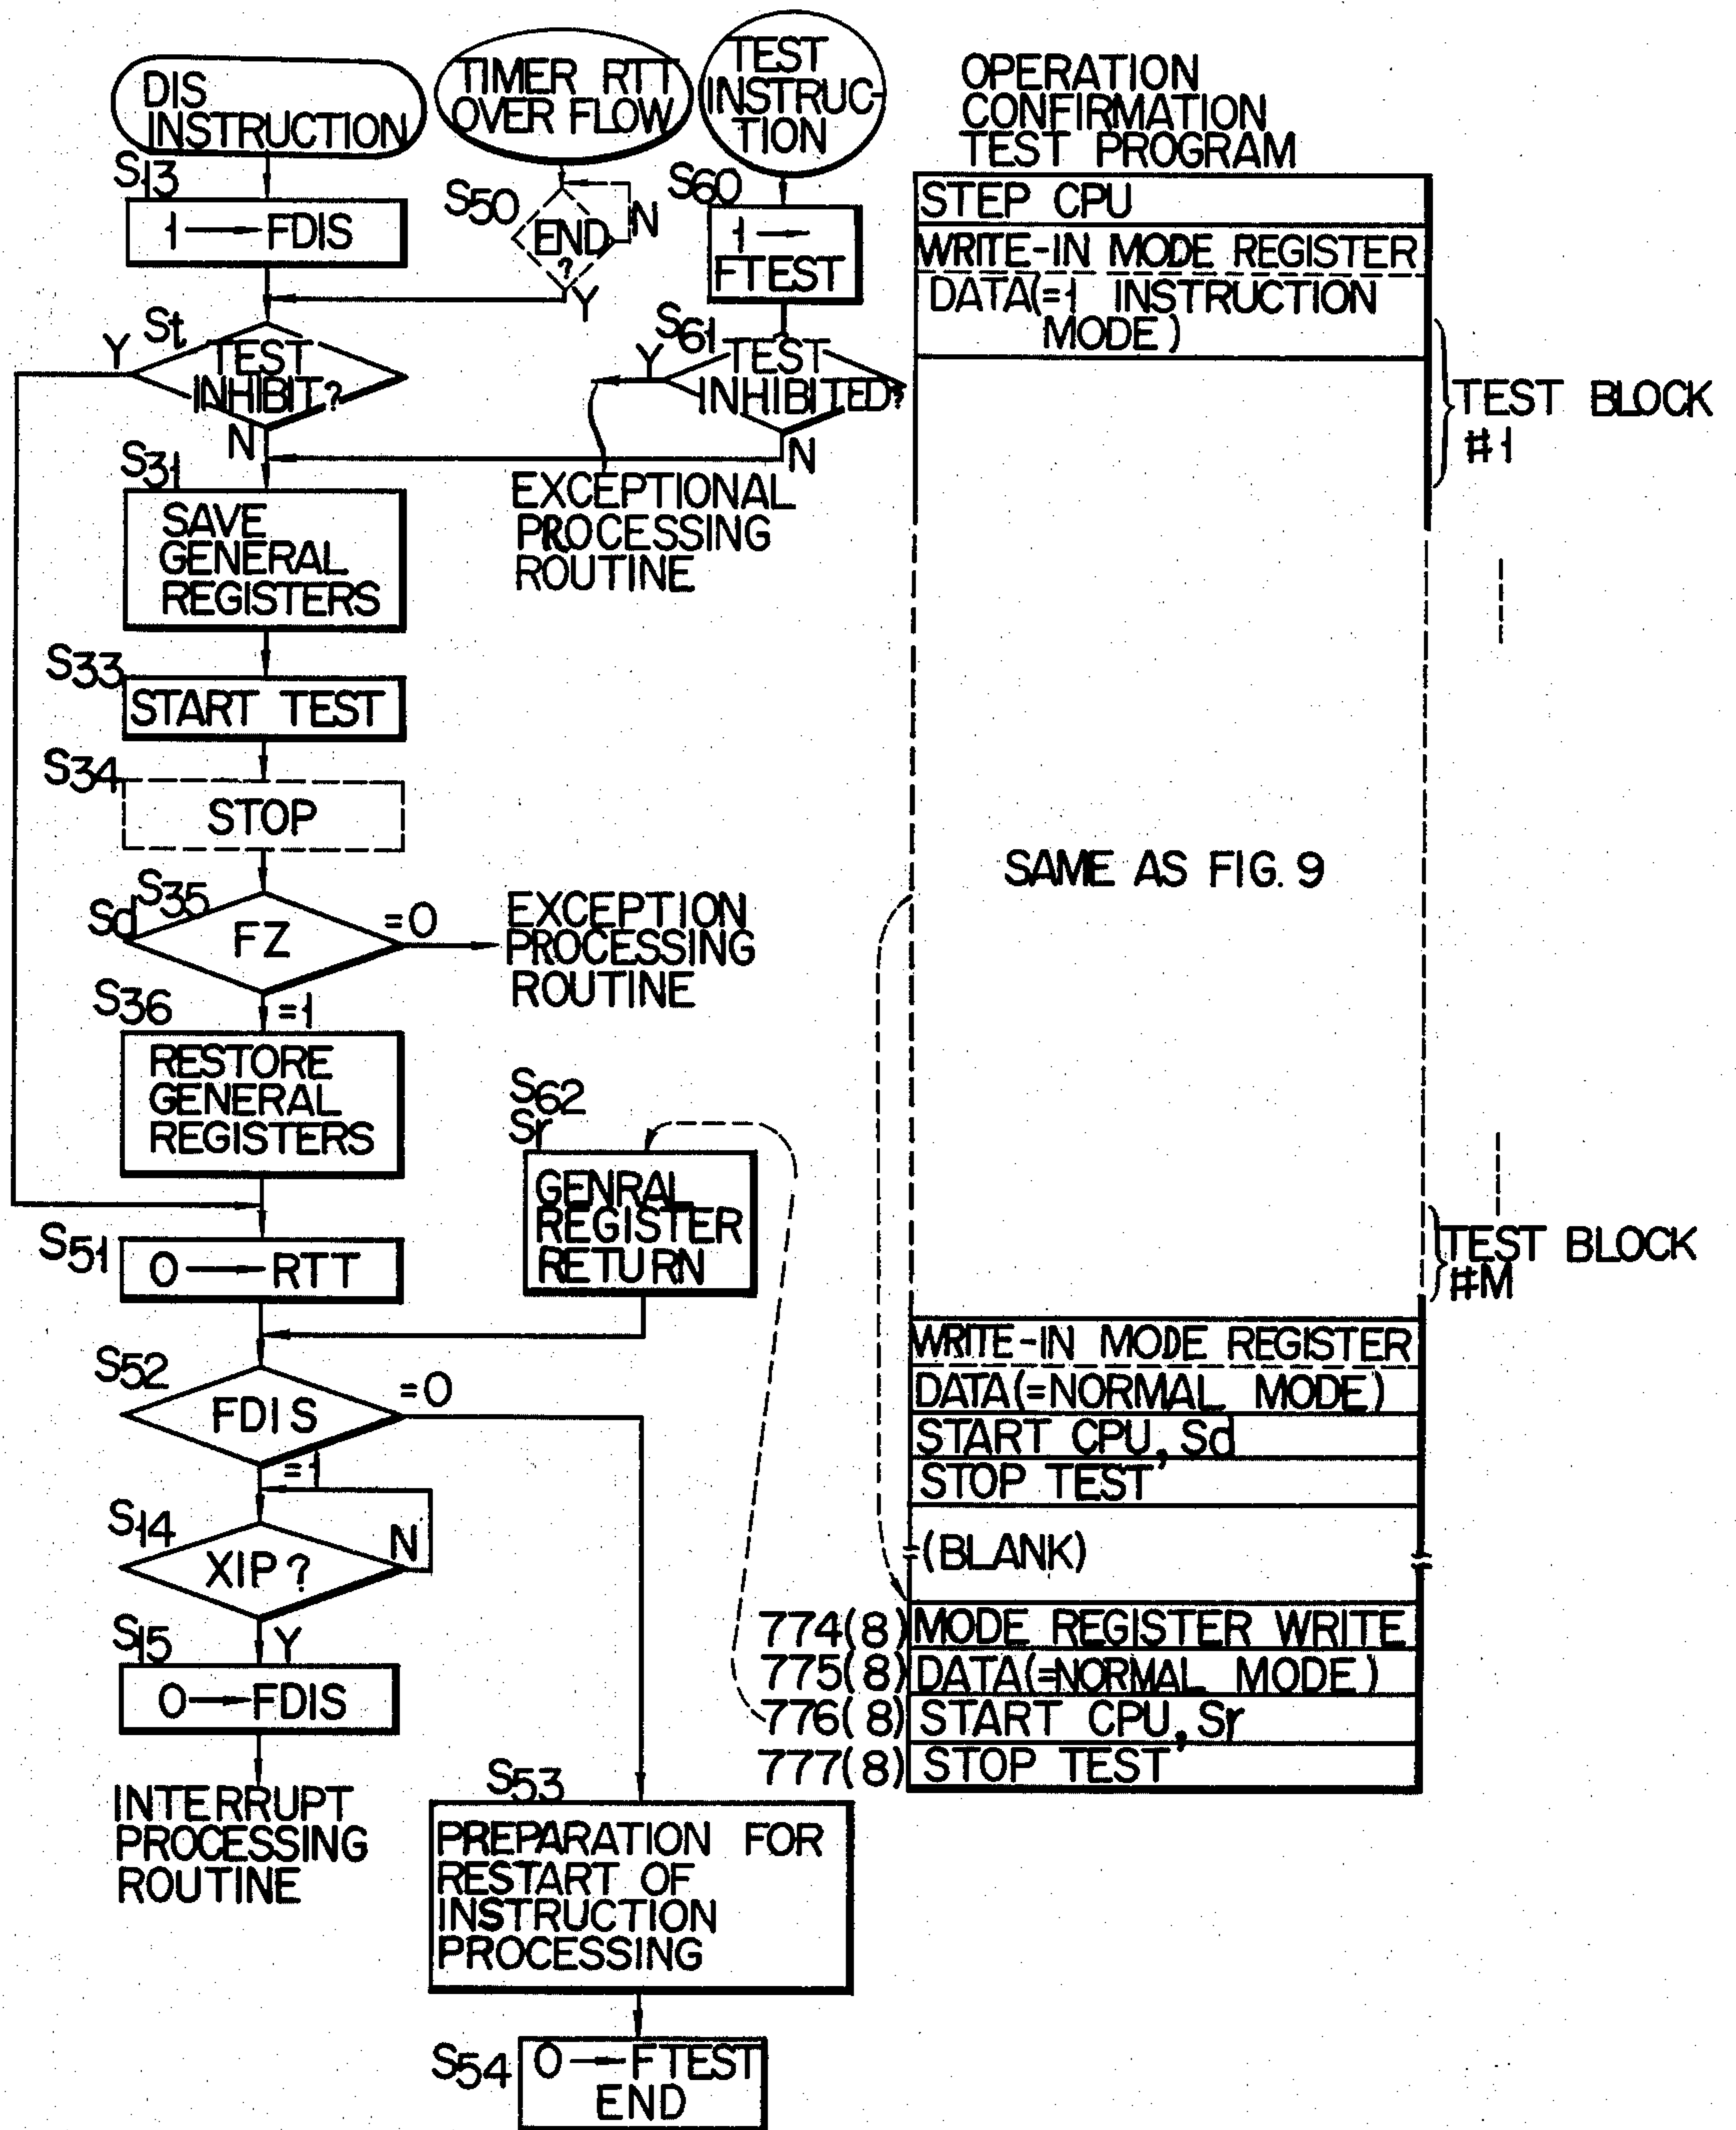 DIS
INSTRUCTION
TIMER RTT
OVER FLOW
TEST
INSTRUC-
TION
S13
1→FDIS
S50
END
?
N
Y
S60
1→
FTEST
St
TEST
INHIBIT?
Y
N
S61
TEST
INHIBITED?
Y
N
EXCEPTIONAL
PROCESSING
ROUTINE
S31
SAVE
GENERAL
REGISTERS
S33
START TEST
S34
STOP
S35
Sd
FZ
=0
EXCEPTION
PROCESSING
ROUTINE
=1
S36
RESTORE
GENERAL
REGISTERS
S62
Sr
GENRAL
REGISTER
RETURN
S51
0→RTT
S52
FDIS
=0
=1
S14
XIP?
N
Y
S15
0→FDIS
INTERRUPT
PROCESSING
ROUTINE
S53
PREPARATION FOR
RESTART OF
INSTRUCTION
PROCESSING
S54
0→FTEST
END
OPERATION
CONFIRMATION
TEST PROGRAM
STEP CPU
WRITE-IN MODE REGISTER
DATA(=1 INSTRUCTION
MODE)
TEST BLOCK
#1
SAME AS FIG. 9
TEST BLOCK
#M
WRITE-IN MODE REGISTER
DATA(=NORMAL MODE)
START CPU, Sd
STOP TEST
(BLANK)
774(8) MODE REGISTER WRITE
775(8) DATA(=NORMAL MODE)
776(8) START CPU, Sr
777(8) STOP TEST